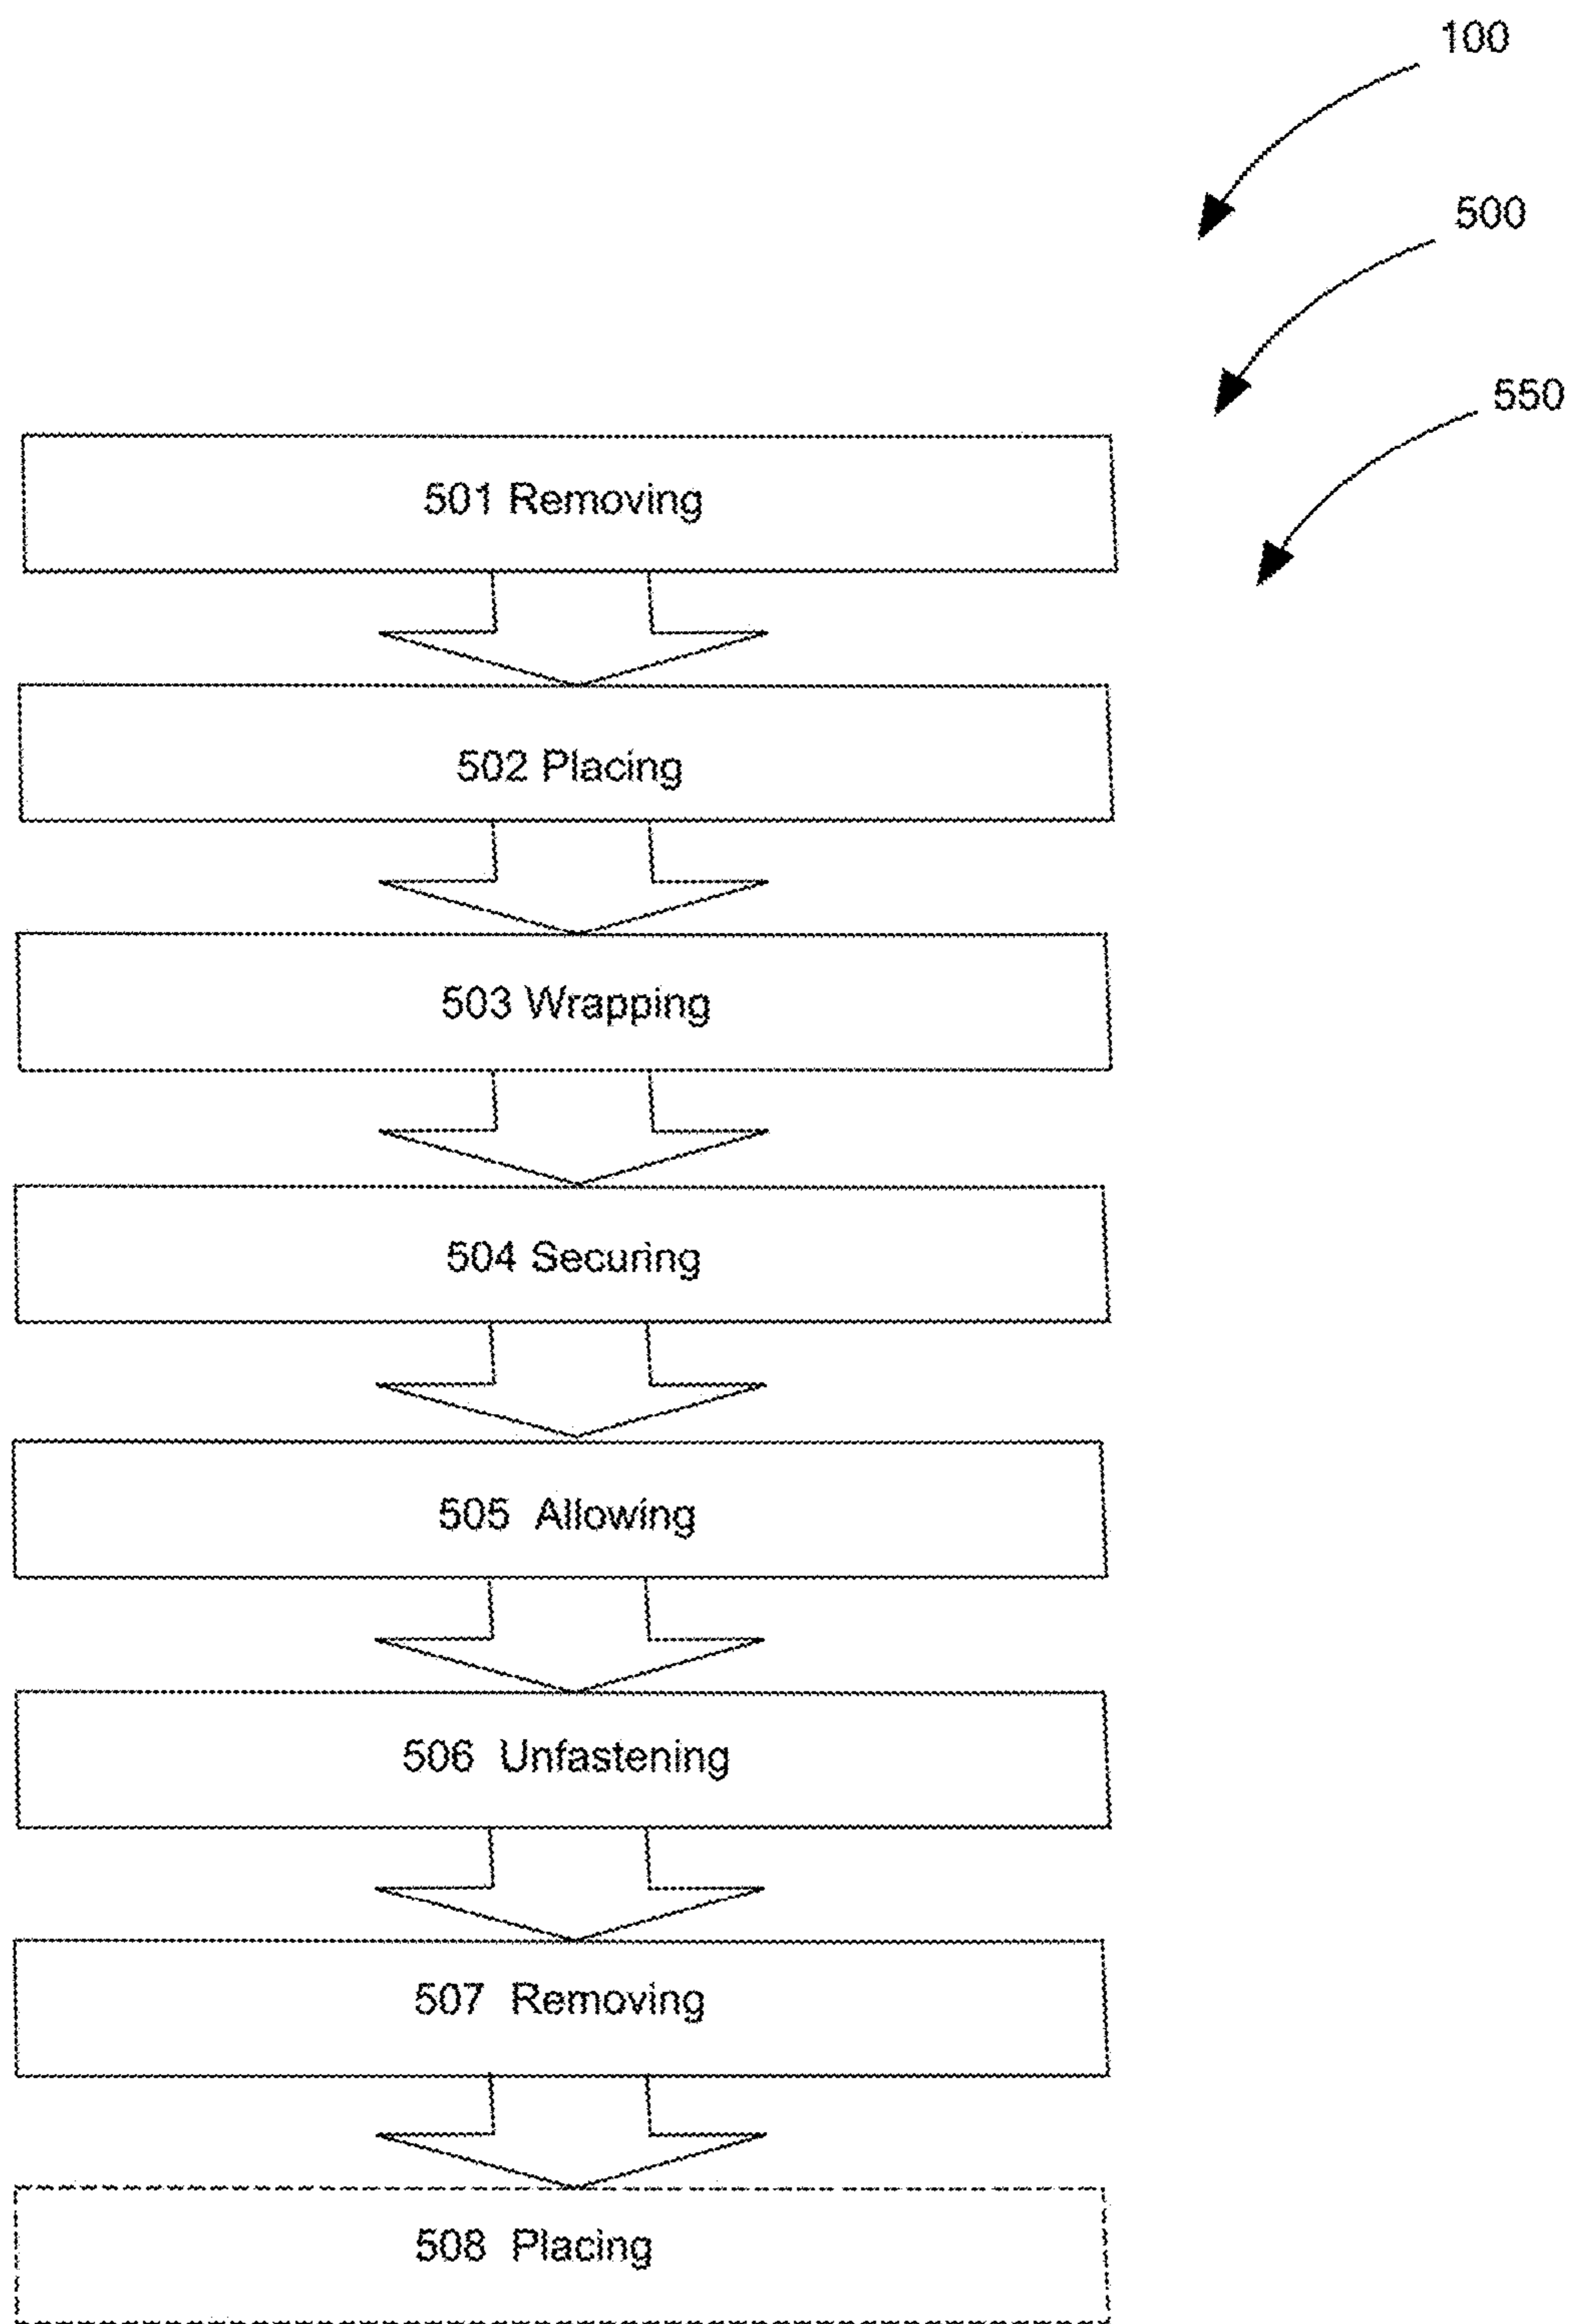 100
500
550
501 Removing
502 Placing
503 Wrapping
504 Securing
505 Allowing
506 Unfastening
507 Removing
508 Placing